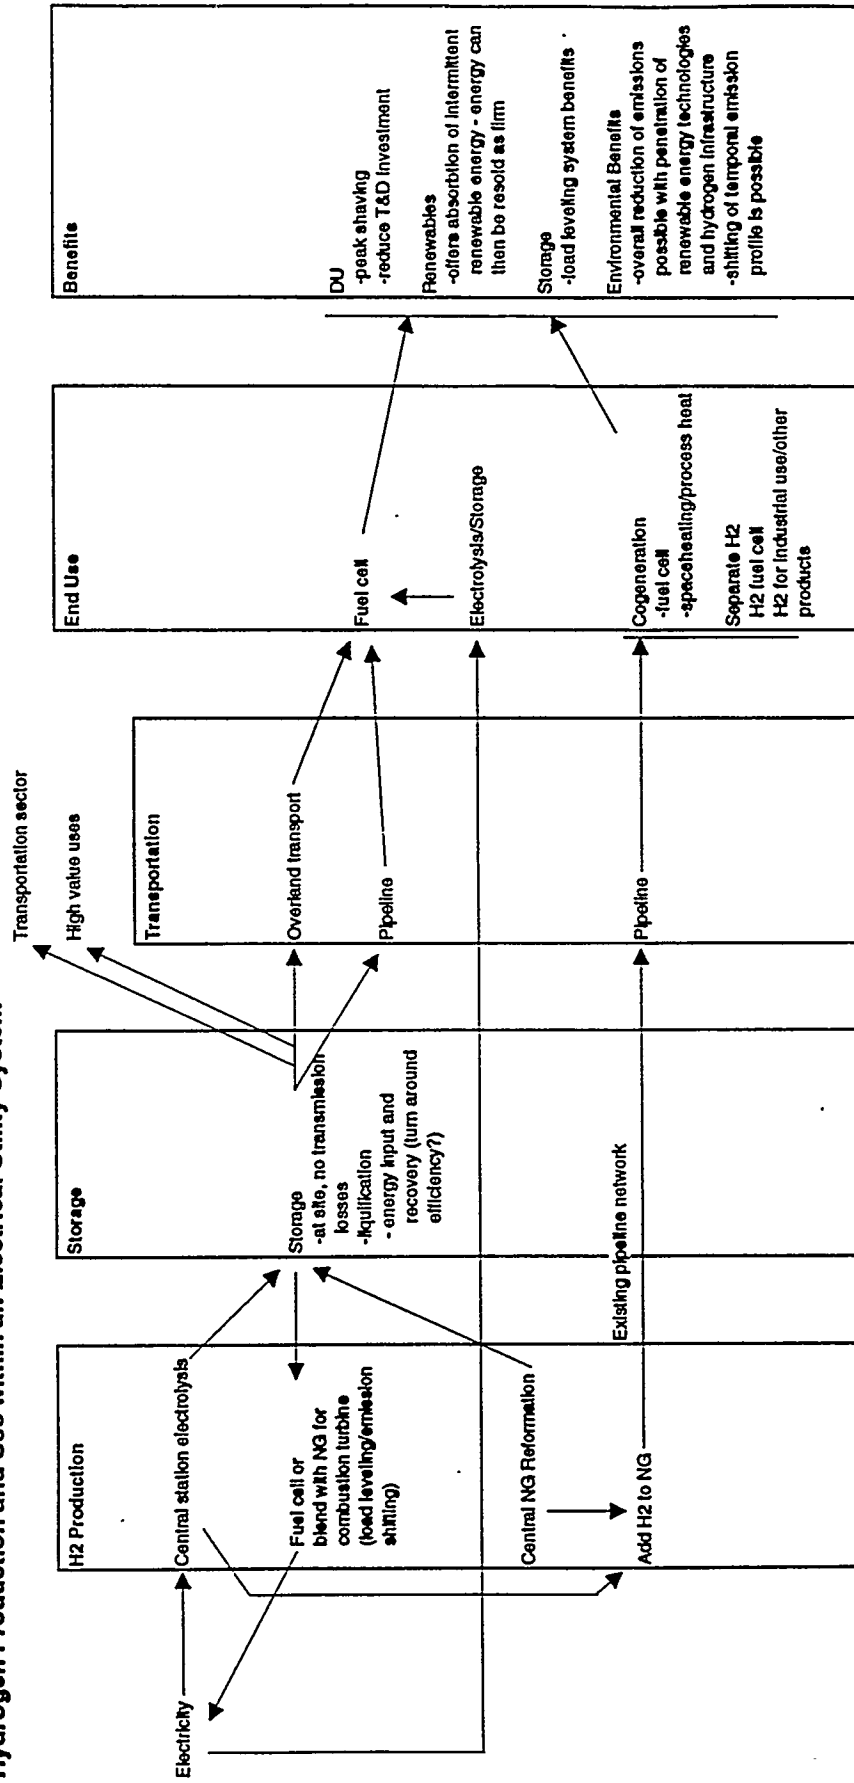 Hydrogen Production and Use within an Electrical Utility System
Electricity
H2 Production
Central station electrolysis
Fuel cell or
blend with NG for
combustion turbine
(load leveling/emission
shifting)
Central NG Reformation
Add H2 to NG
Existing pipeline network
Storage
Storage
-at site, no transmission
losses
-liquification
- energy input and
recovery (turn around
efficiency?)
Transportation sector
High value uses
Transportation
Overland transport
Pipeline
Pipeline
End Use
Fuel cell
Electrolysis/Storage
Cogeneration
-fuel cell
-spaceheating/process heat
Separate H2
H2 fuel cell
H2 for industrial use/other
products
Benefits
DU
-peak shaving
-reduce T&D Investment
Renewables
-offers absorbtion of intermittent
renewable energy - energy can
then be resold as firm
Storage
-load leveling system benefits
Environmental Benefits
-overall reduction of emissions
possible with penetration of
renewable energy technologies
and hydrogen infrastructure
-shifting of temporal emission
profile is possible